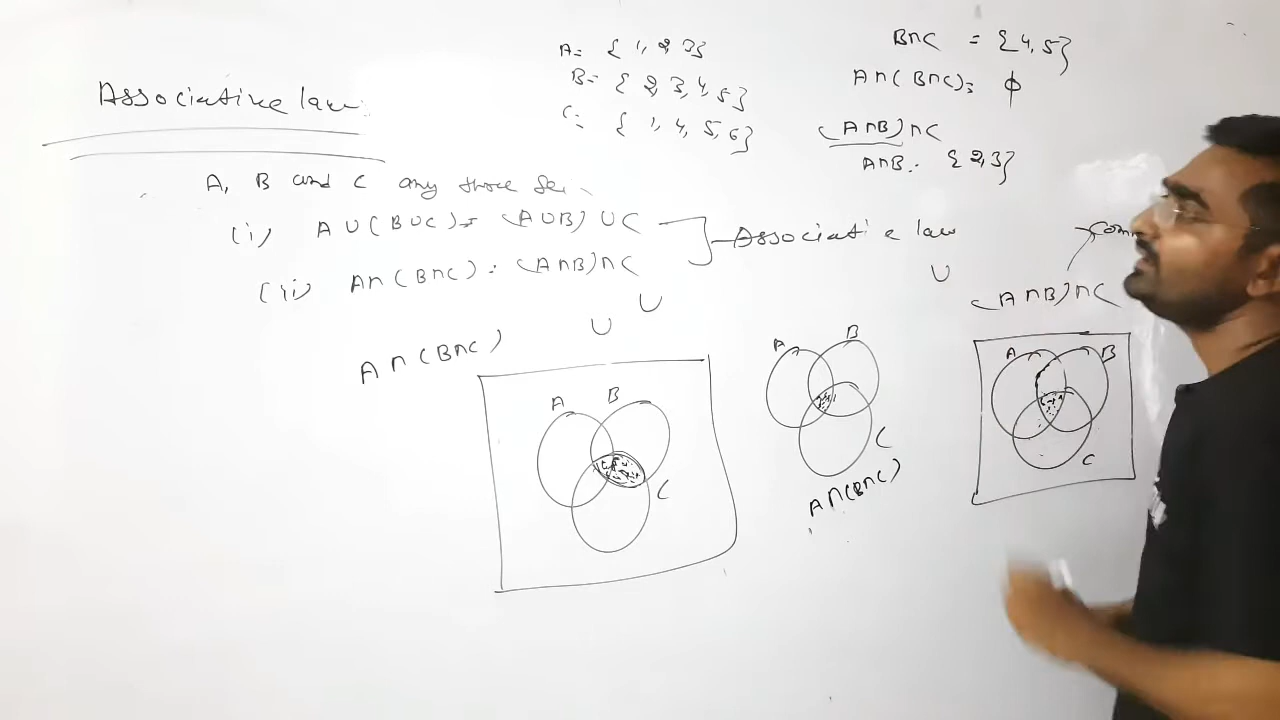 Associative law
A, B and C any three
(i) A∪(B∪C)= (A∪B)∪C
(ii) A∩(B∩C) = (A∩B)∩C
Associative law
A= {1, 2, 3}
B= {2, 3, 4, 5}
C= {1, 4, 5, 6}
B∩C = {4, 5}
A∩(B∩C)= ϕ
(A∩B)∩C
A∩B = {2, 3}
∪
∪
A∩(B∩C)
A B
C
A B
C
A∩(B∩C)
∪
(A∩B)∩C
A B
C